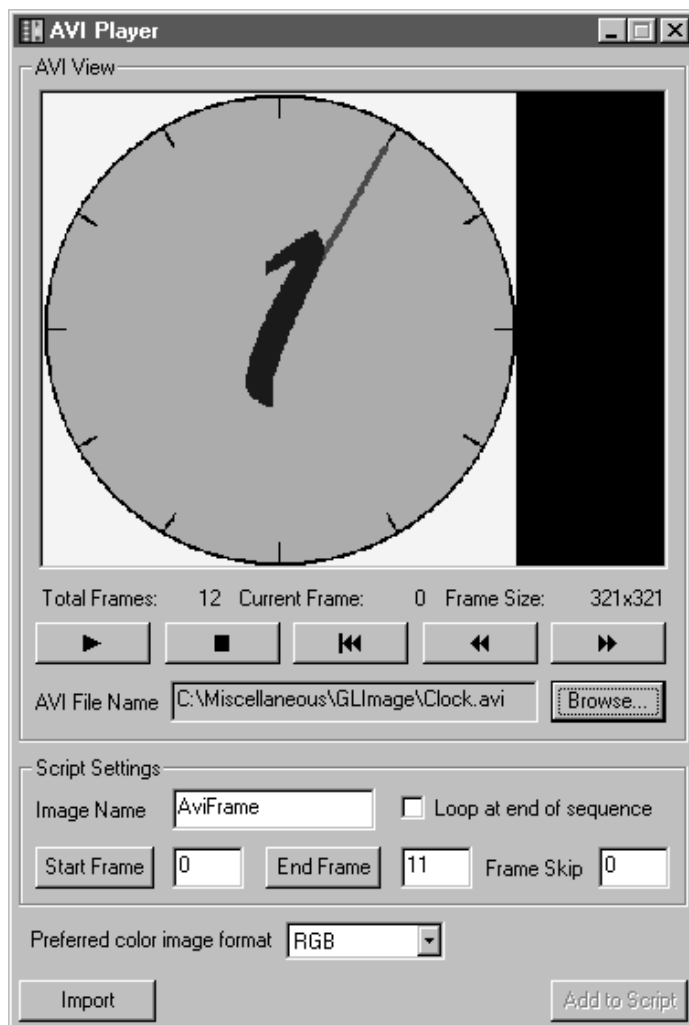 AVI Player
AVI View
1
Total Frames: 12 Current Frame: 0 Frame Size: 321x321
AVI File Name C:\Miscellaneous\GLImage\Clock.avi Browse...
Script Settings
Image Name AviFrame Loop at end of sequence
Start Frame 0 End Frame 11 Frame Skip 0
Preferred color image format RGB
Import Add to Script